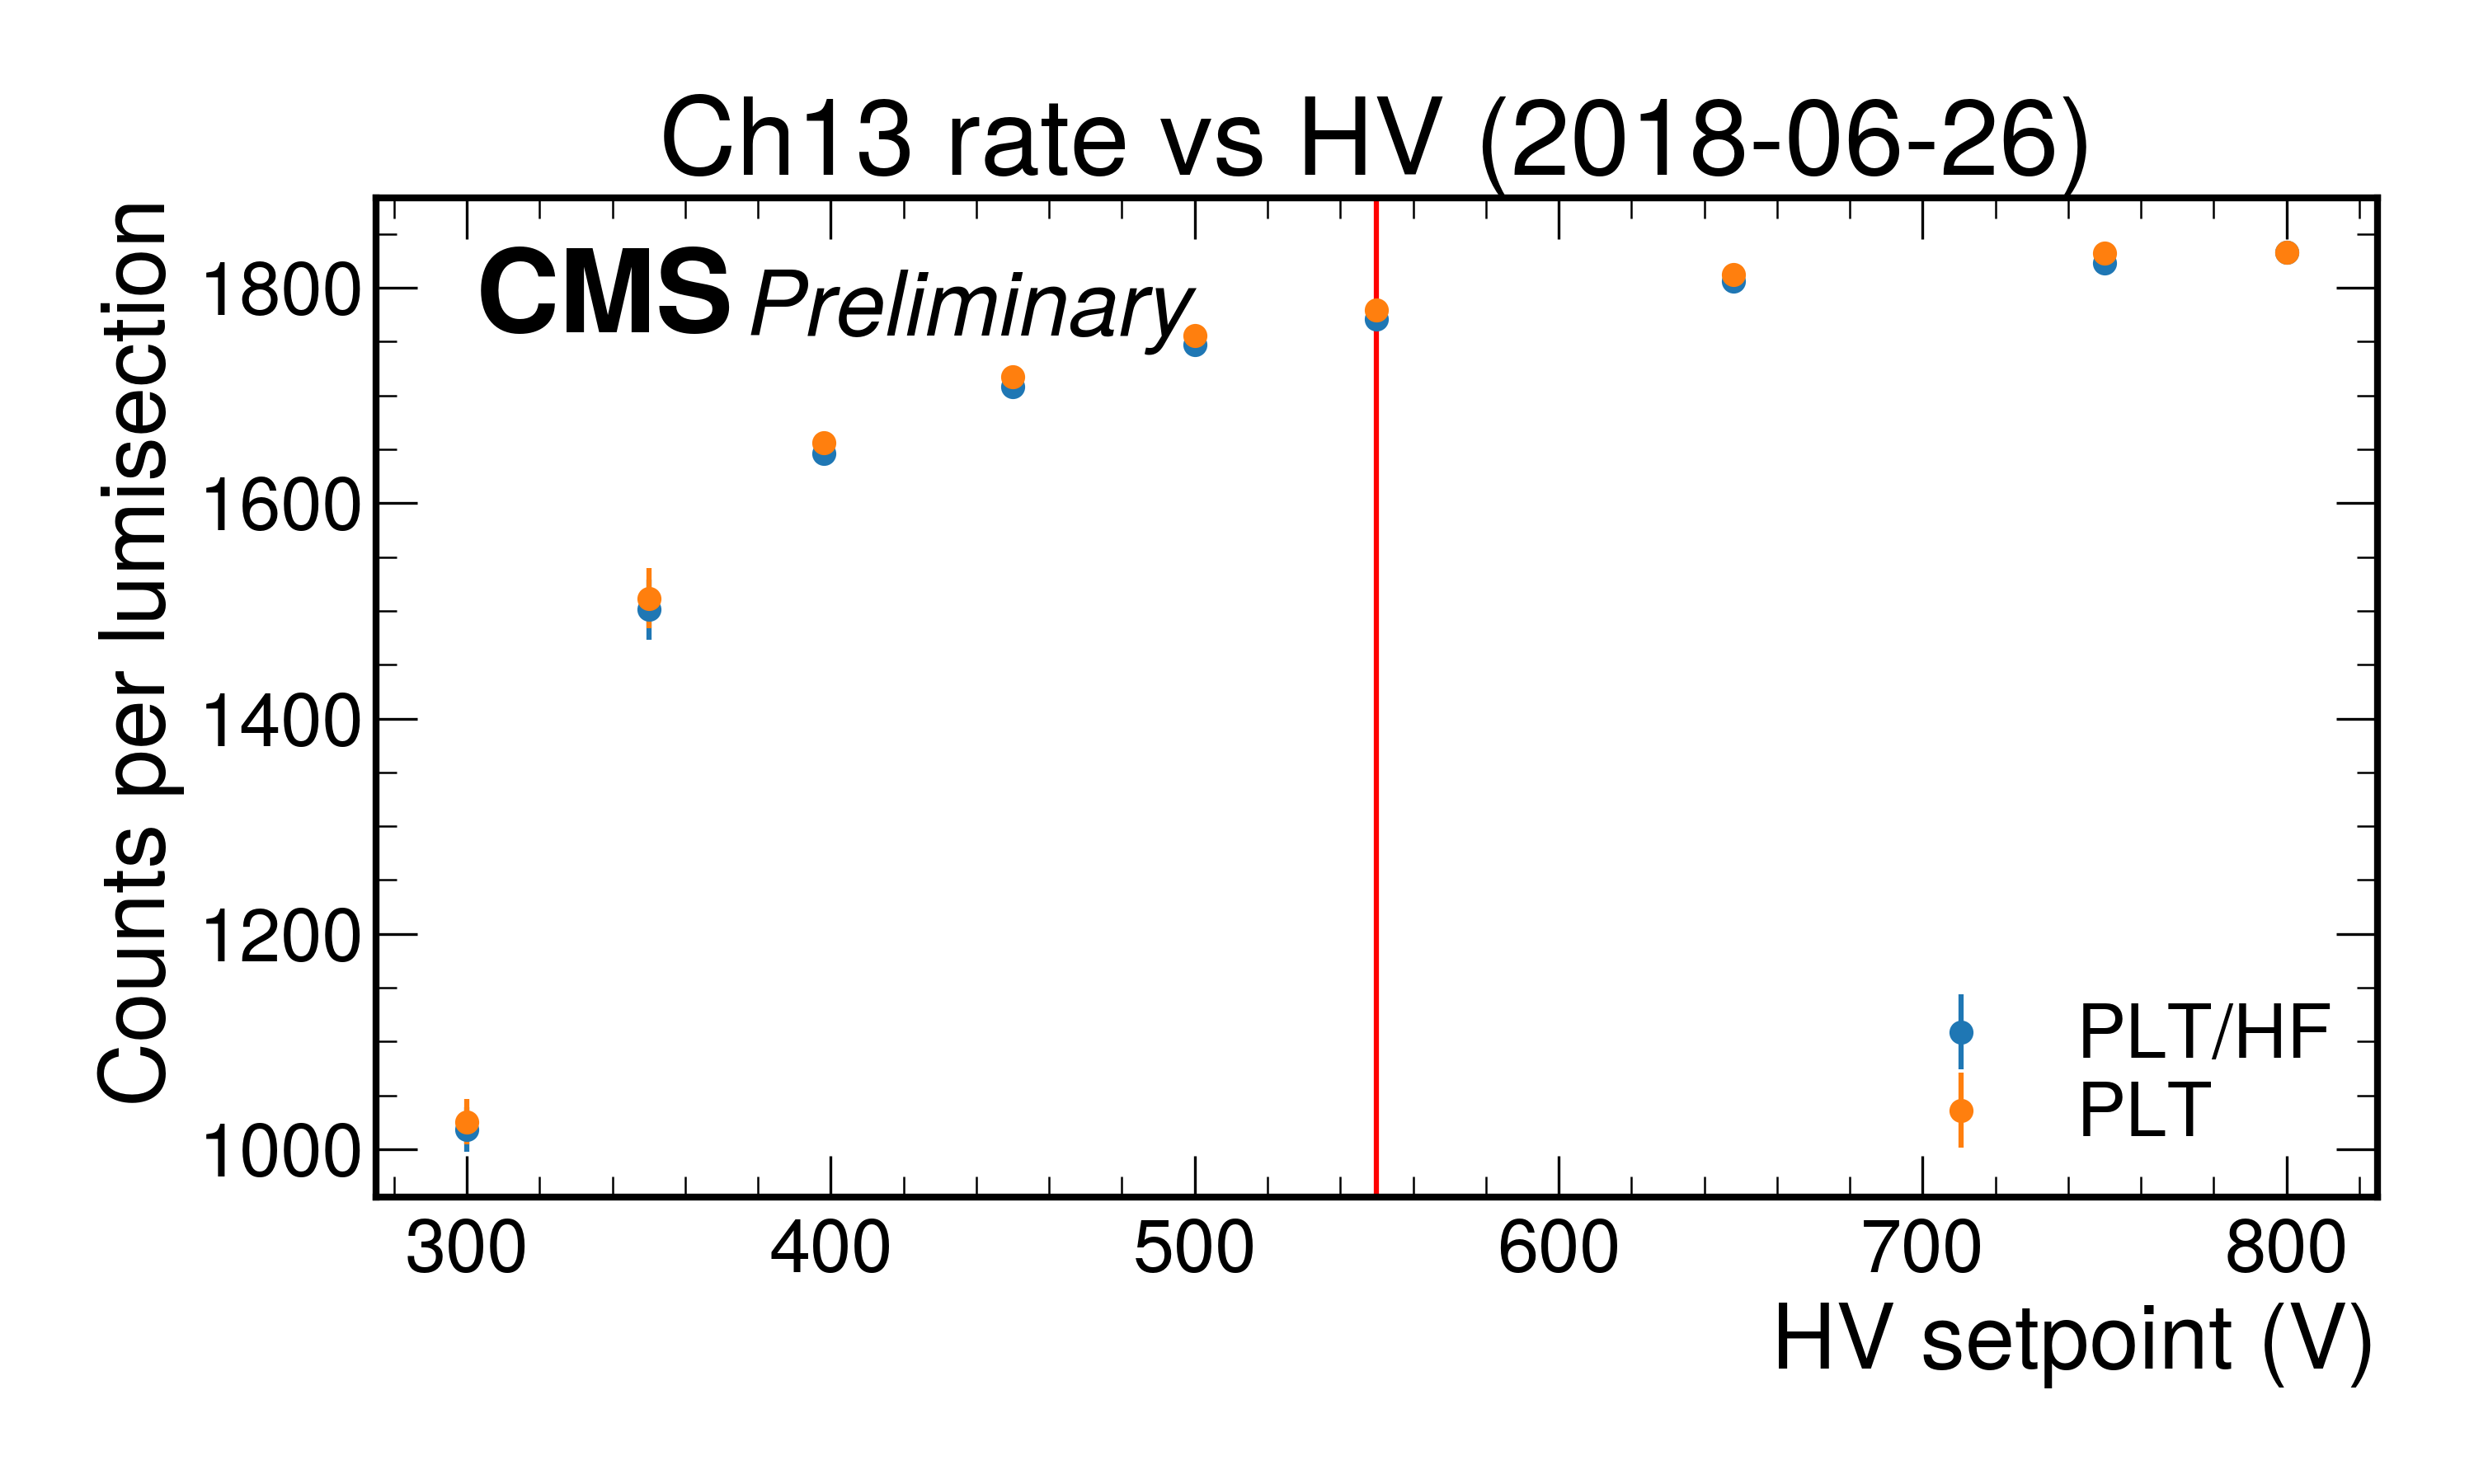 Ch13 rate vs HV (2018-06-26)
CMS Preliminary
Counts per lumisection
1800
1600
1400
1200
1000
PLT/HF
PLT
300 400 500 600 700 800
HV setpoint (V)